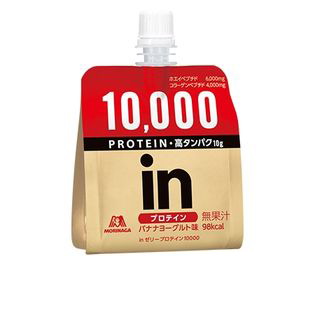 ホエイペプチド 6,000mg
コラーゲンペプチド 4,000mg
10,000
PROTEIN・高タンパク10g
in
プロテイン 無果汁
MORINAGA バナナヨーグルト味 98kcal
in ゼリープロテイン10000